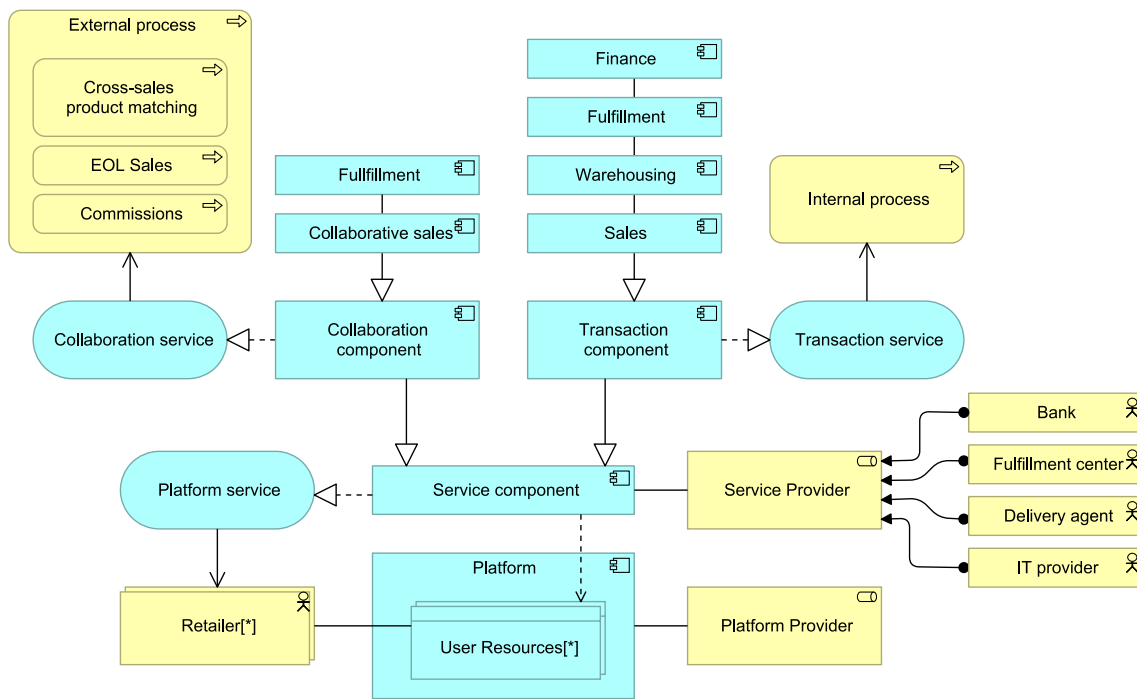 External process
Cross-sales
product matching
EOL Sales
Commissions
Finance
Fulfillment
Warehousing
Sales
Fullfillment
Collaborative sales
Internal process
Collaboration service
Collaboration
component
Transaction
component
Transaction service
Platform service
Service component
Service Provider
Bank
Fulfillment center
Delivery agent
IT provider
Platform
Retailer[*]
User Resources[*]
Platform Provider